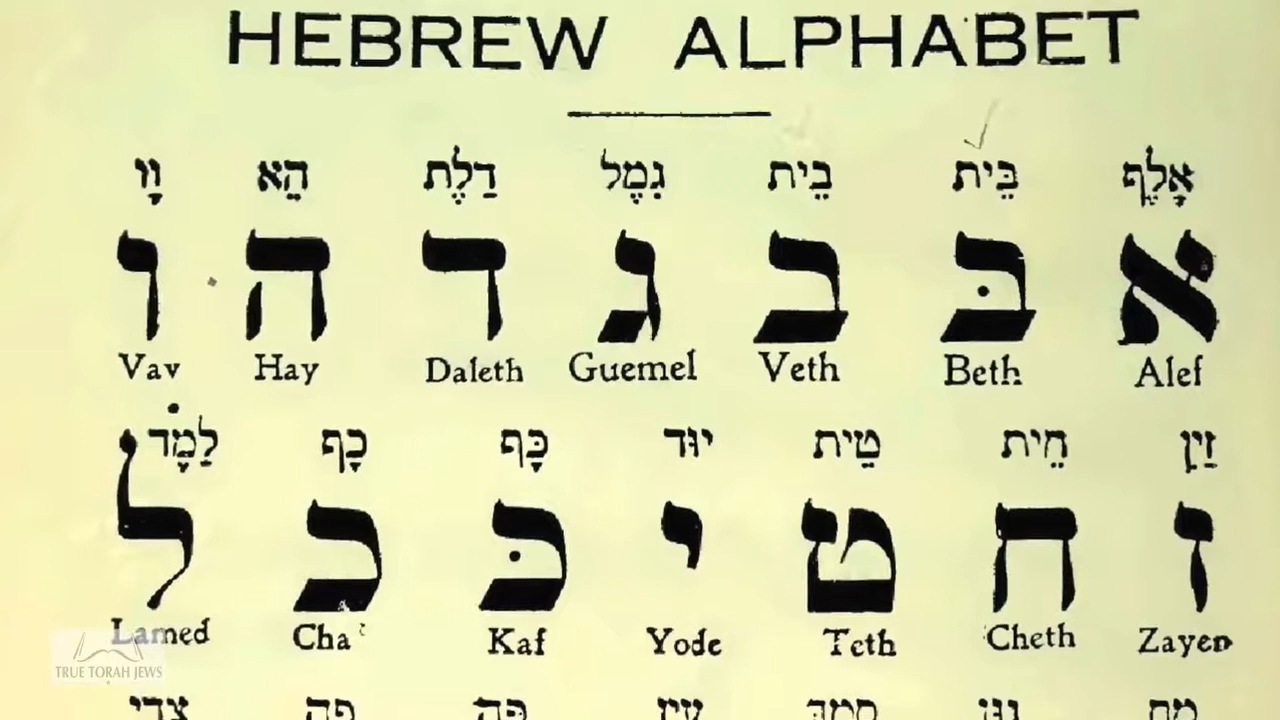 HEBREW ALPHABET
אָלֶף בֵּית בֵית גִמֶל דַלֶת הֵא וָו
א בּ ב ג ד ה ו
Vav Hay Daleth Guemel Veth Beth Alef
זַיִן חֵית טֵית יוּד כָּף כָף לַמֶד
ז ח ט י כּ כ ל
Lamed Cha Kaf Yode Teth Cheth Zayen
TRUE TORAH JEWS